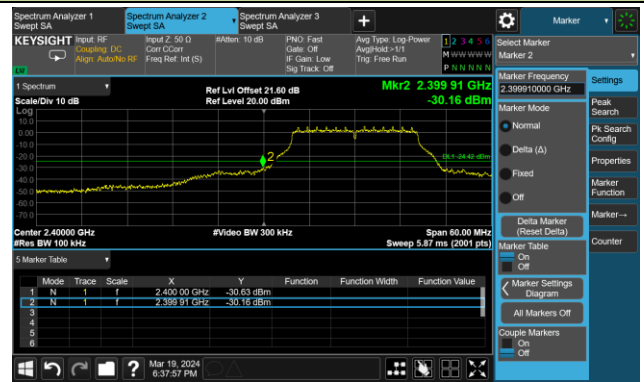 Spectrum Analyzer 1
Swept SA
Spectrum Analyzer 2
Swept SA
Spectrum Analyzer 3
Swept SA
Marker
KEYSIGHT
Input: RF
Coupling: DC
Align: Auto/No RF
Input Z: 50 Ω
Corr CCorr
Freq Ref: Int (S)
#Atten: 10 dB
PNO: Fast
Gate: Off
IF Gain: Low
Sig Track: Off
Avg Type: Log-Power
Avg|Hold:>1/1
Trig: Free Run
1 2 3 4 5 6
M W W W W W
P N N N N N
LW
Select Marker
Marker 2
1 Spectrum
Scale/Div 10 dB
Log
Ref Lvl Offset 21.60 dB
Ref Level 20.00 dBm
Mkr2 2.399 91 GHz
-30.16 dBm
10.0
0.00
-10.0
-20.0
-30.0
-40.0
-50.0
-60.0
-70.0
2
DL1 -24.42 dBm
Center 2.40000 GHz
#Res BW 100 kHz
#Video BW 300 kHz
Span 60.00 MHz
Sweep 5.87 ms (2001 pts)
5 Marker Table
Mode Trace Scale X Y Function Function Width Function Value
1 N 1 f 2.400 00 GHz -30.63 dBm
2 N 1 f 2.399 91 GHz -30.16 dBm
3
4
5
6
Marker Frequency
2.399910000 GHz
Marker Mode
Normal
Delta (Δ)
Fixed
Off
Delta Marker
(Reset Delta)
Marker Table
On
Off
Marker Settings
Diagram
All Markers Off
Couple Markers
On
Off
Settings
Peak
Search
Pk Search
Config
Properties
Marker
Function
Marker→
Counter
?
Mar 19, 2024
6:37:57 PM